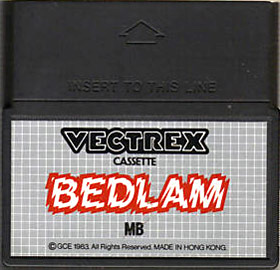 INSERT TO THIS LINE
VECTREX
CASSETTE
BEDLAM
MB
©GCE 1983. All Rights Reserved. MADE IN HONG KONG.